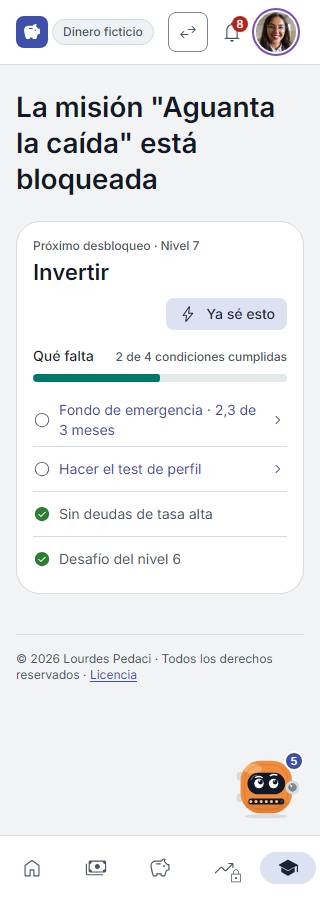 Dinero ficticio
8
La misión "Aguanta
la caída" está
bloqueada
Próximo desbloqueo · Nivel 7
Invertir
Ya sé esto
Qué falta
2 de 4 condiciones cumplidas
Fondo de emergencia · 2,3 de
3 meses
Hacer el test de perfil
Sin deudas de tasa alta
Desafío del nivel 6
© 2026 Lourdes Pedaci · Todos los derechos
reservados · Licencia
5